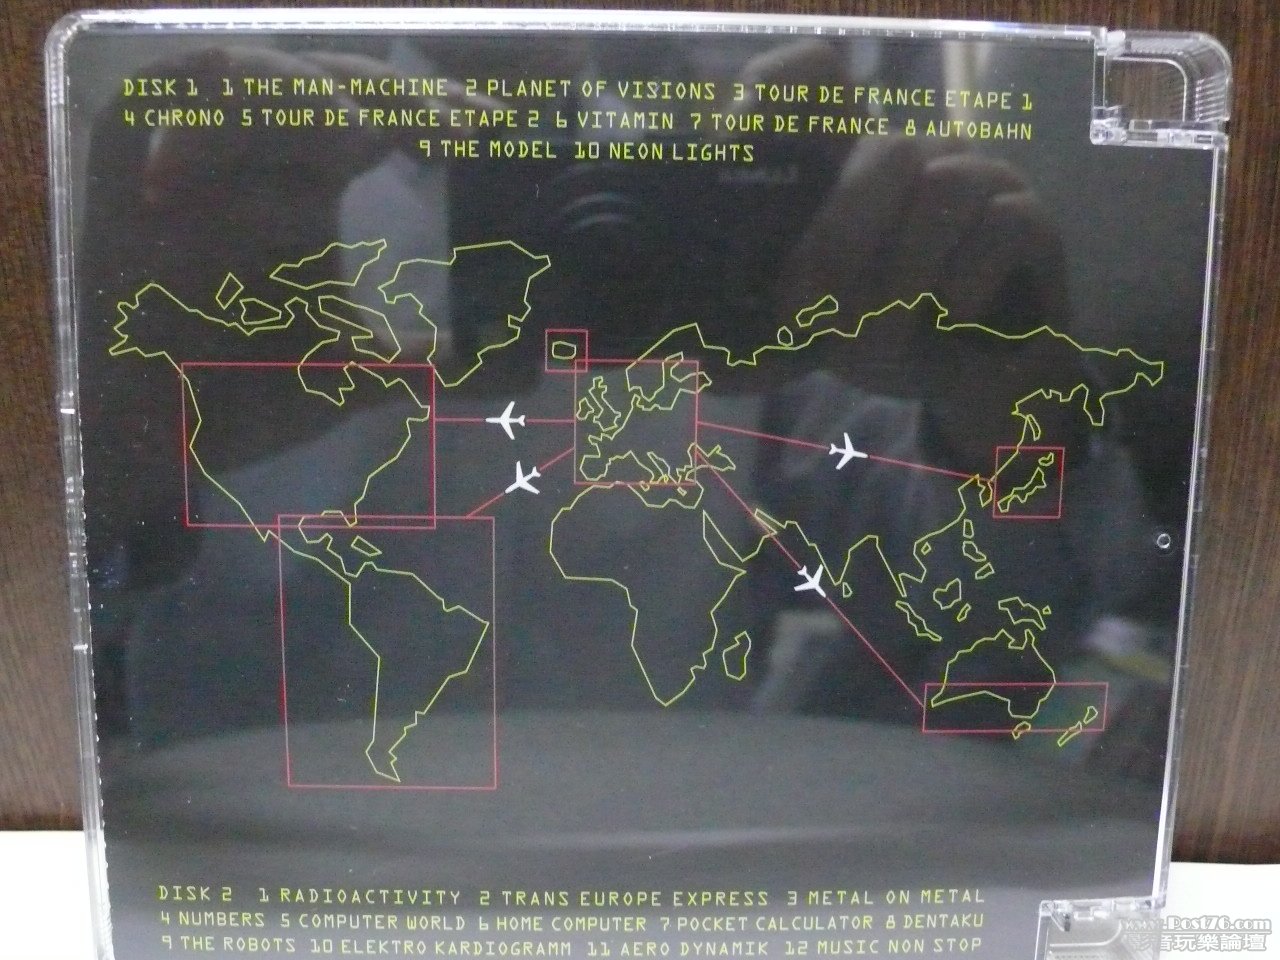 DISK 1 1 THE MAN-MACHINE 2 PLANET OF VISIONS 3 TOUR DE FRANCE ETAPE 1
4 CHRONO 5 TOUR DE FRANCE ETAPE 2 6 VITAMIN 7 TOUR DE FRANCE 8 AUTOBAHN
9 THE MODEL 10 NEON LIGHTS
DISK 2 1 RADIOACTIVITY 2 TRANS EUROPE EXPRESS 3 METAL ON METAL
4 NUMBERS 5 COMPUTER WORLD 6 HOME COMPUTER 7 POCKET CALCULATOR 8 DENTAKU
9 THE ROBOTS 10 ELEKTRO KARDIOGRAMM 11 AERO DYNAMIK 12 MUSIC NON STOP
www.Post76.com
影音玩樂論壇